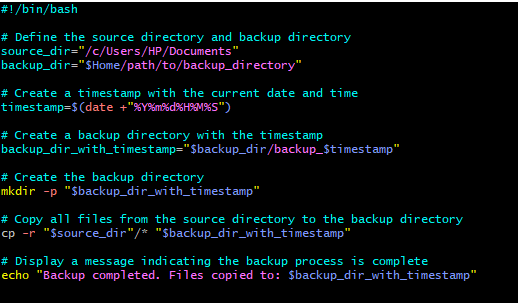 #!/bin/bash
# Define the source directory and backup directory
source_dir="/c/Users/HP/Documents"
backup_dir="$Home/path/to/backup_directory"
# Create a timestamp with the current date and time
timestamp=$(date +"%Y%m%d%H%M%S")
# Create a backup directory with the timestamp
backup_dir_with_timestamp="$backup_dir/backup_$timestamp"
# Create the backup directory
mkdir -p "$backup_dir_with_timestamp"
# Copy all files from the source directory to the backup directory
cp -r "$source_dir"/* "$backup_dir_with_timestamp"
# Display a message indicating the backup process is complete
echo "Backup completed. Files copied to: $backup_dir_with_timestamp"